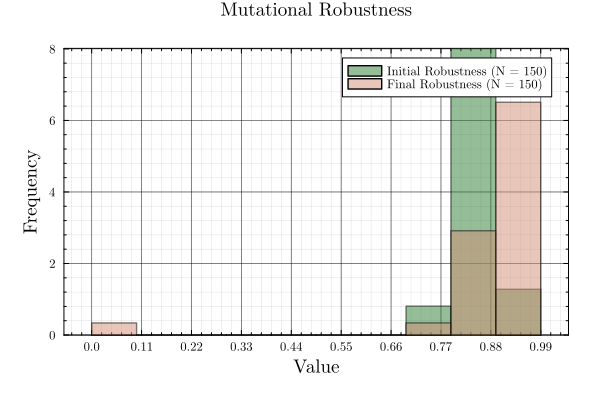 Mutational Robustness
Initial Robustness (N = 150)
Final Robustness (N = 150)
8
6
4
2
0
Frequency
0.0 0.11 0.22 0.33 0.44 0.55 0.66 0.77 0.88 0.99
Value